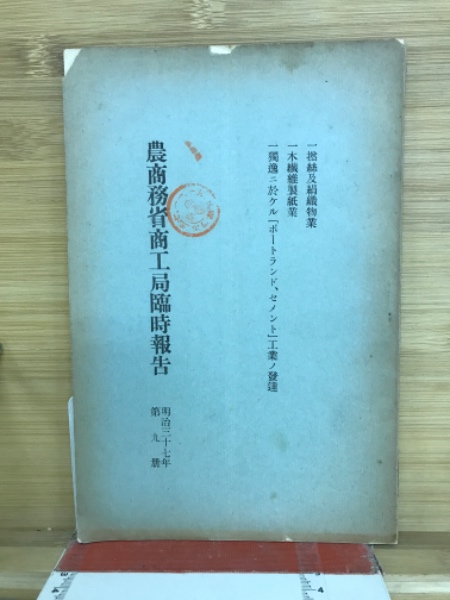 一撚絲及絹織物業
一木纎維製紙業
一獨逸ニ於ケル「ポートランド、セメント」工業ノ發達
農商務省商工局臨時報告
明治三十七年
第九册